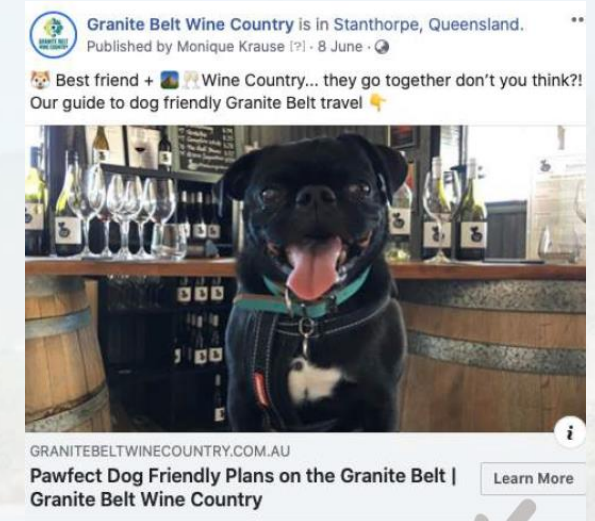 Granite Belt Wine Country is in Stanthorpe, Queensland.
Published by Monique Krause [?] · 8 June ·
🐶 Best friend + 🌄 🥂 Wine Country... they go together don't you think?!
Our guide to dog friendly Granite Belt travel 👇
GRANITEBELTWINECOUNTRY.COM.AU
Pawfect Dog Friendly Plans on the Granite Belt |
Granite Belt Wine Country
Learn More